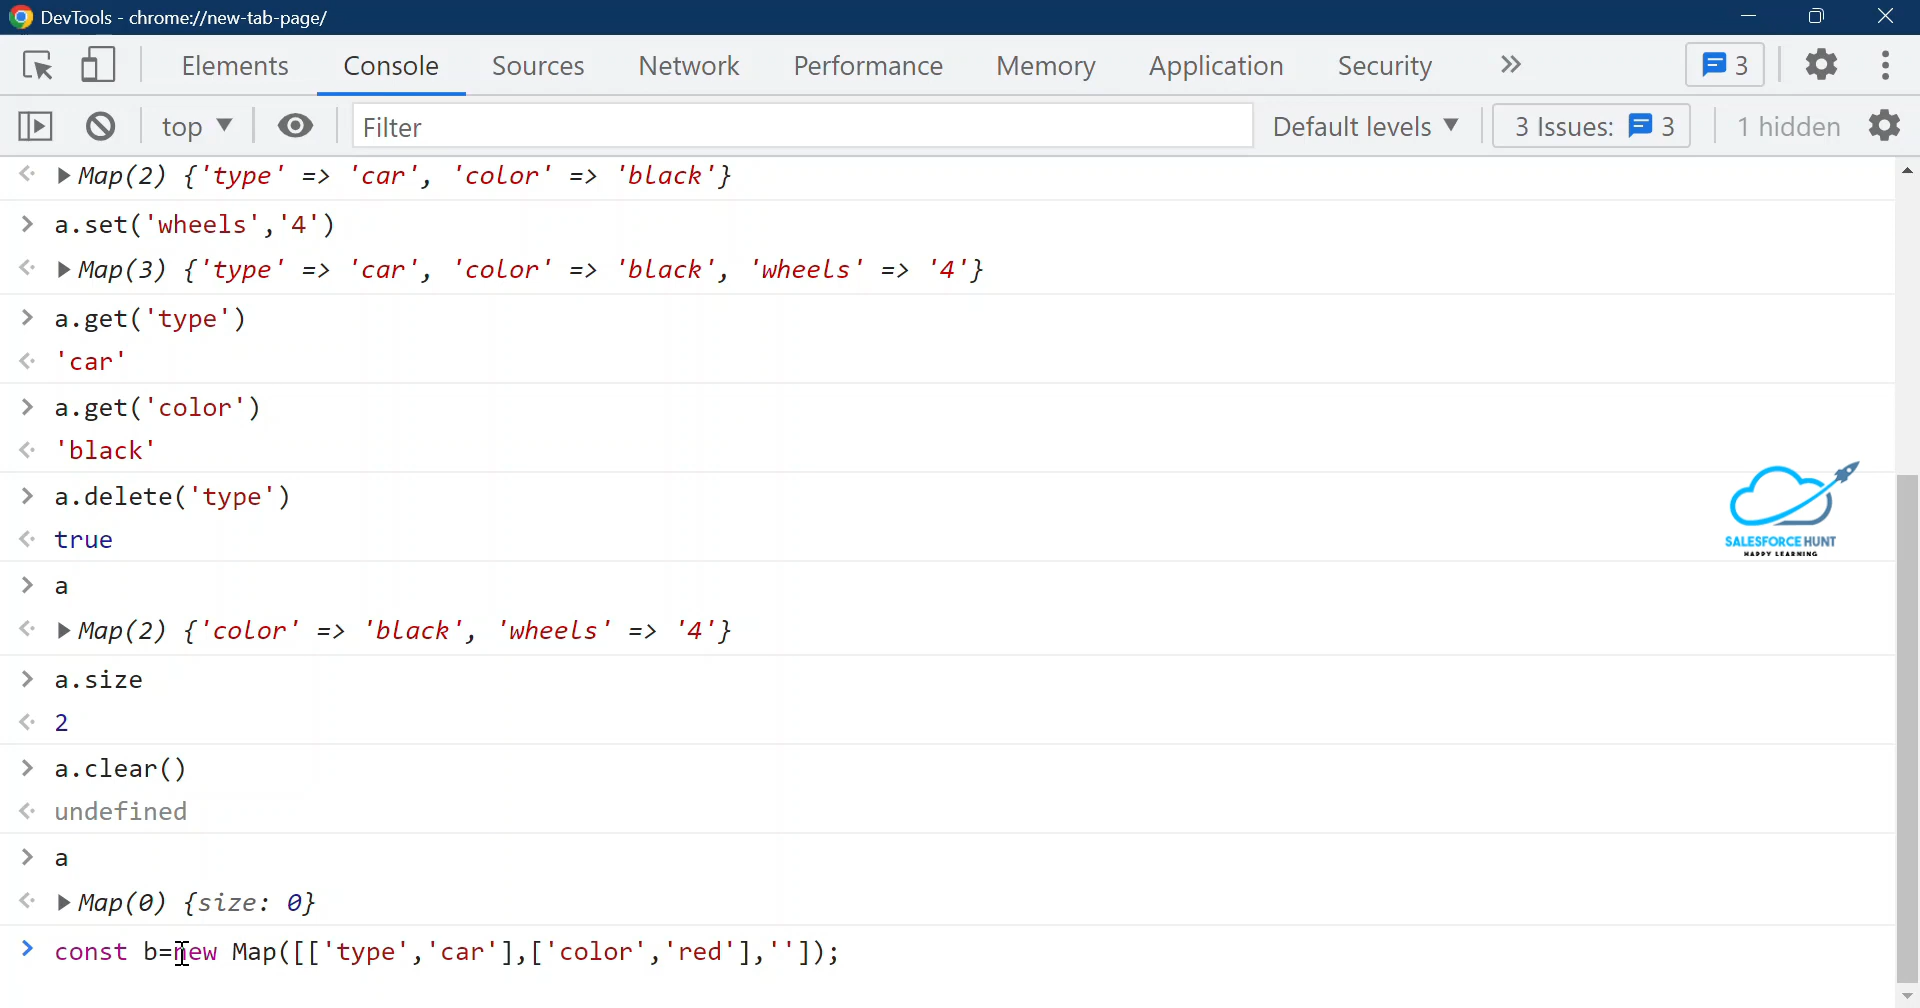 DevTools - chrome://new-tab-page/
Elements Console Sources Network Performance Memory Application Security » 3
top ▼ Filter Default levels ▼ 3 Issues: 3 1 hidden
Map(2) {'type' => 'car', 'color' => 'black'}
> a.set('wheels','4')
Map(3) {'type' => 'car', 'color' => 'black', 'wheels' => '4'}
> a.get('type')
'car'
> a.get('color')
'black'
> a.delete('type')
true
> a
Map(2) {'color' => 'black', 'wheels' => '4'}
> a.size
2
> a.clear()
undefined
> a
Map(0) {size: 0}
> const b=new Map([['type','car'],['color','red'],'']);
SALESFORCE HUNT
HAPPY LEARNING